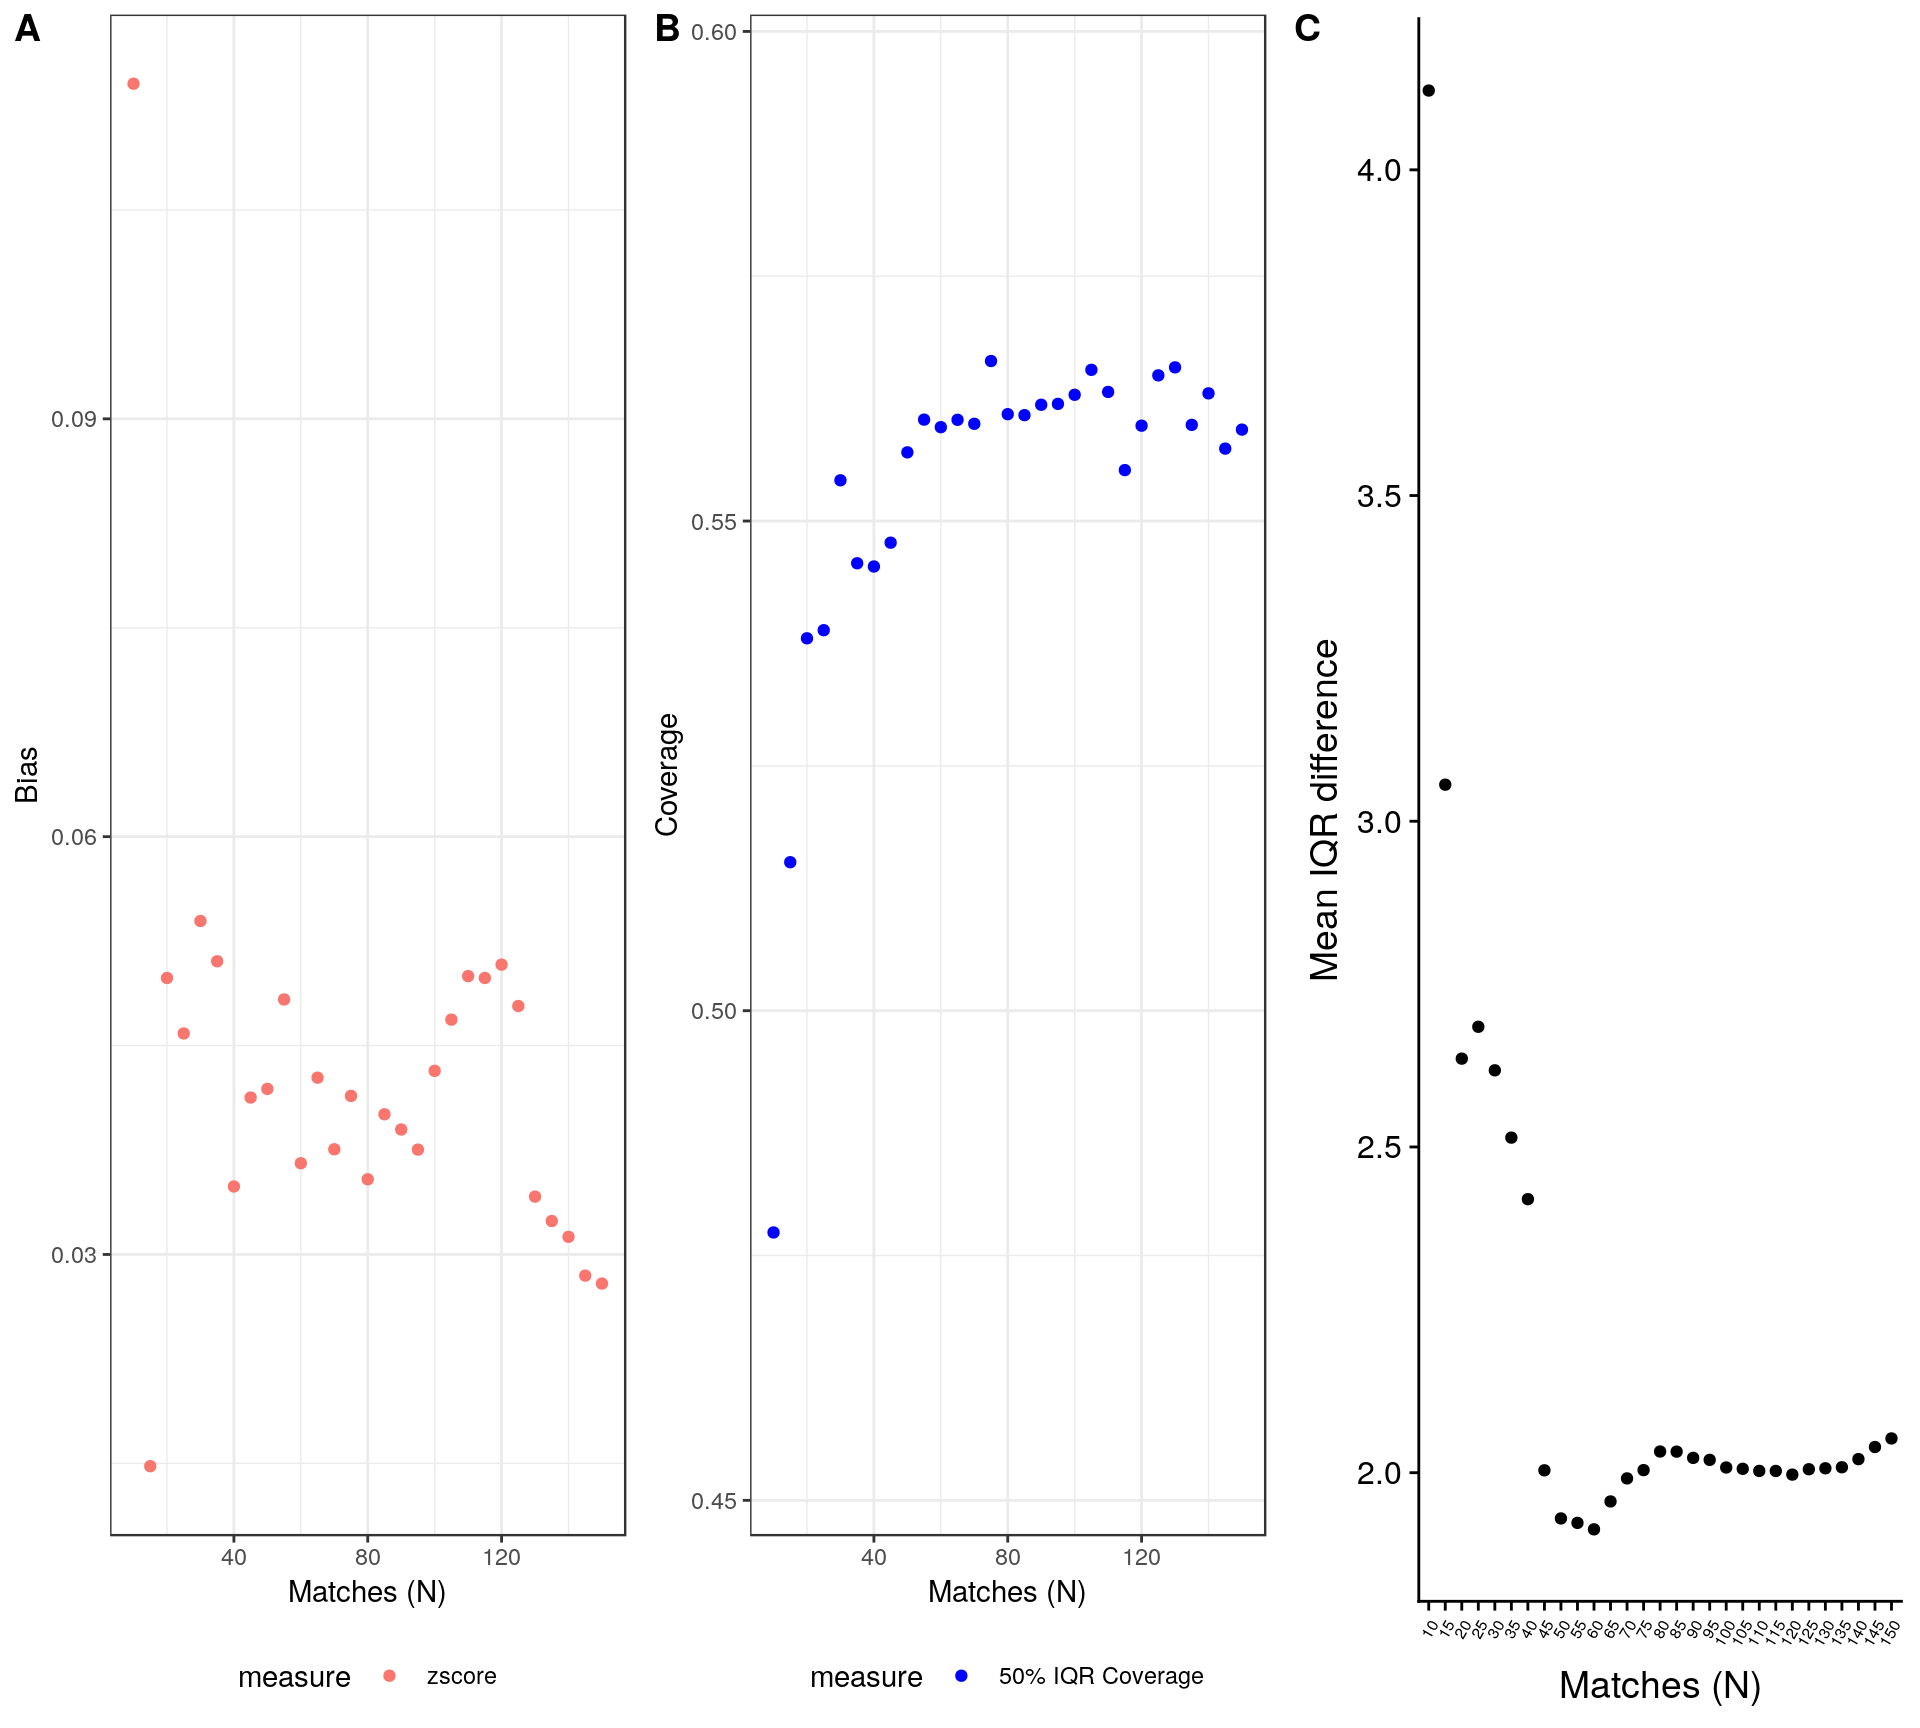 A
Bias
0.09
0.06
0.03
40 80 120
Matches (N)
measure zscore
B
Coverage
0.60
0.55
0.50
0.45
40 80 120
Matches (N)
measure 50% IQR Coverage
C
Mean IQR difference
4.0
3.5
3.0
2.5
2.0
10 15 20 25 30 35 40 45 50 55 60 65 70 75 80 85 90 95 100 105 110 115 120 125 130 135 140 145 150
Matches (N)